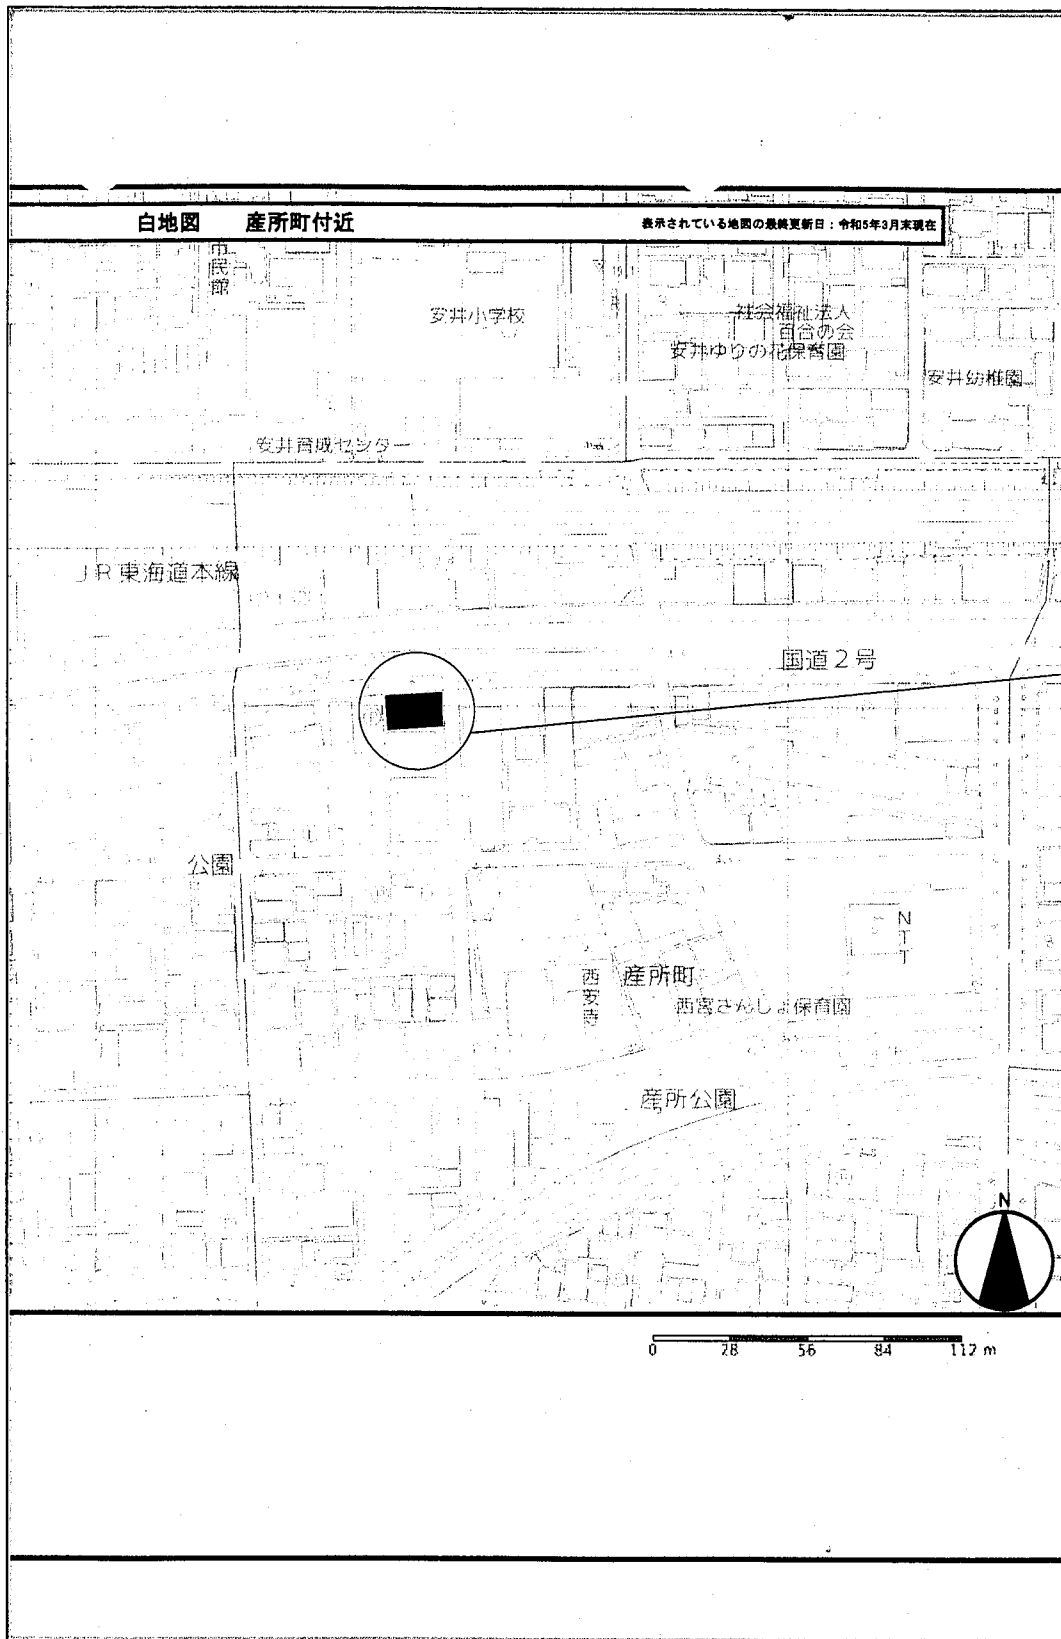 白地図 産所町付近
表示されている地図の最終更新日：令和5年3月末現在
市民館
安井小学校
社会福祉法人
百合の会
安井ゆりの花保育園
安井幼稚園
安井育成センター
JR東海道本線
国道2号
公園
NTT
西安寺
産所町
西宮さんしょ保育園
産所公園
N
0 28 56 84 112 m